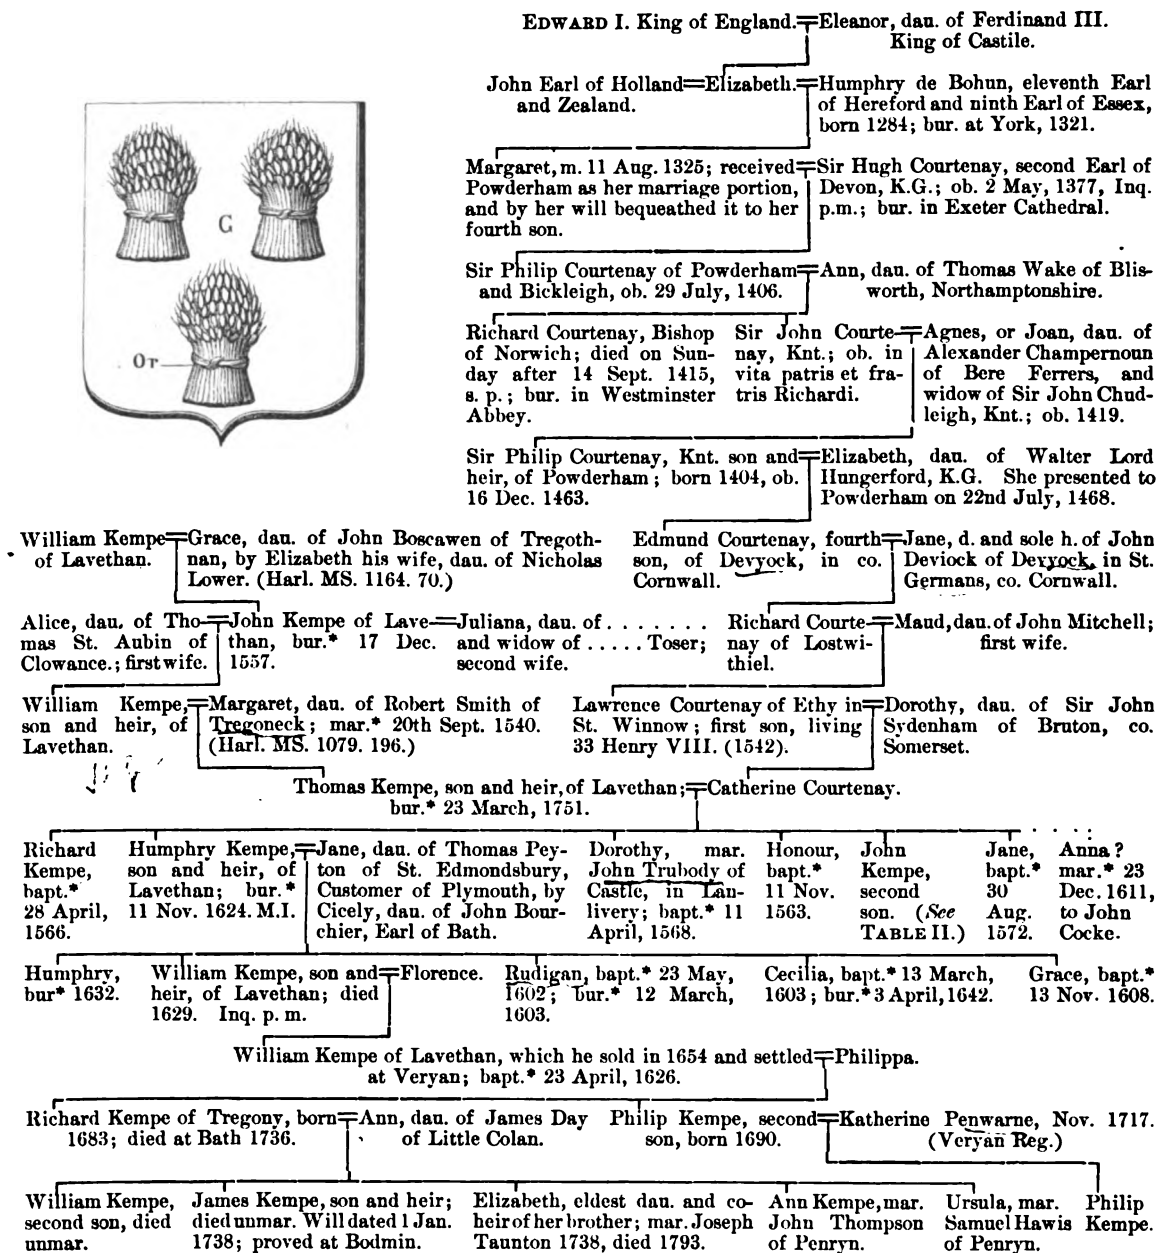 EDWARD I. King of England.=Eleanor, dau. of Ferdinand III.
King of Castile.
John Earl of Holland=Elizabeth.=Humphry de Bohun, eleventh Earl
and Zealand.
of Hereford and ninth Earl of Essex,
born 1284; bur. at York, 1321.
G
Or
Margaret, m. 11 Aug. 1325; received
Powderham as her marriage portion,
and by her will bequeathed it to her
fourth son.
=Sir Hugh Courtenay, second Earl of
Devon, K.G.; ob. 2 May, 1377, Inq.
p.m.; bur. in Exeter Cathedral.
Sir Philip Courtenay of Powderham
and Bickleigh, ob. 29 July, 1406.
=Ann, dau. of Thomas Wake of Blis-
worth, Northamptonshire.
Richard Courtenay, Bishop
of Norwich; died on Sun-
day after 14 Sept. 1415,
s. p.; bur. in Westminster
Abbey.
Sir John Courte-
nay, Knt.; ob. in
vita patris et fra-
tris Richardi.
=Agnes, or Joan, dau. of
Alexander Champernoun
of Bere Ferrers, and
widow of Sir John Chud-
leigh, Knt.; ob. 1419.
Sir Philip Courtenay, Knt. son and
heir, of Powderham; born 1404, ob.
16 Dec. 1463.
=Elizabeth, dau. of Walter Lord
Hungerford, K.G. She presented to
Powderham on 22nd July, 1468.
William Kempe
of Lavethan.
=Grace, dau. of John Boscawen of Tregoth-
nan, by Elizabeth his wife, dau. of Nicholas
Lower. (Harl. MS. 1164. 70.)
Edmund Courtenay, fourth
son, of Devyock, in co.
Cornwall.
=Jane, d. and sole h. of John
Deviock of Devyock, in St.
Germans, co. Cornwall.
Alice, dau. of Tho-
mas St. Aubin of
Clowance.; first wife.
=John Kempe of Lave-
than, bur.* 17 Dec.
1557.
=Juliana, dau. of . . . . . . .
and widow of . . . . . Toser;
second wife.
Richard Courte-
nay of Lostwi-
thiel.
=Maud, dau. of John Mitchell;
first wife.
William Kempe,
son and heir, of
Lavethan.
=Margaret, dau. of Robert Smith of
Tregoneck; mar.* 20th Sept. 1540.
(Harl. MS. 1079. 196.)
Lawrence Courtenay of Ethy in
St. Winnow; first son, living
33 Henry VIII. (1542).
=Dorothy, dau. of Sir John
Sydenham of Bruton, co.
Somerset.
Thomas Kempe, son and heir, of Lavethan;=Catherine Courtenay.
bur.* 23 March, 1751.
Richard
Kempe,
bapt.*
28 April,
1566.
Humphry Kempe,
son and heir, of
Lavethan; bur.*
11 Nov. 1624. M.I.
=Jane, dau. of Thomas Pey-
ton of St. Edmondsbury,
Customer of Plymouth, by
Cicely, dau. of John Bour-
chier, Earl of Bath.
Dorothy, mar.
John Trubody of
Castle, in Lan-
livery; bapt.* 11
April, 1568.
Honour,
bapt.*
11 Nov.
1563.
John
Kempe,
second
son. (See
TABLE II.)
Jane,
bapt.*
30
Aug.
1572.
Anna?
mar.* 23
Dec. 1611,
to John
Cocke.
Humphry,
bur* 1632.
William Kempe, son and
heir, of Lavethan; died
1629. Inq. p. m.
=Florence.
Rudigan, bapt.* 23 May,
1602; bur.* 12 March,
1603.
Cecilia, bapt.* 13 March,
1603; bur.* 3 April, 1642.
Grace, bapt.*
13 Nov. 1608.
William Kempe of Lavethan, which he sold in 1654 and settled=Philippa.
at Veryan; bapt.* 23 April, 1626.
Richard Kempe of Tregony, born
1683; died at Bath 1736.
=Ann, dau. of James Day
of Little Colan.
Philip Kempe, second
son, born 1690.
=Katherine Penwarne, Nov. 1717.
(Veryan Reg.)
William Kempe,
second son, died
unmar.
James Kempe, son and heir;
died unmar. Will dated 1 Jan.
1738; proved at Bodmin.
Elizabeth, eldest dau. and co-
heir of her brother; mar. Joseph
Taunton 1738, died 1793.
Ann Kempe, mar.
John Thompson
of Penryn.
Ursula, mar.
Samuel Hawis
of Penryn.
Philip
Kempe.